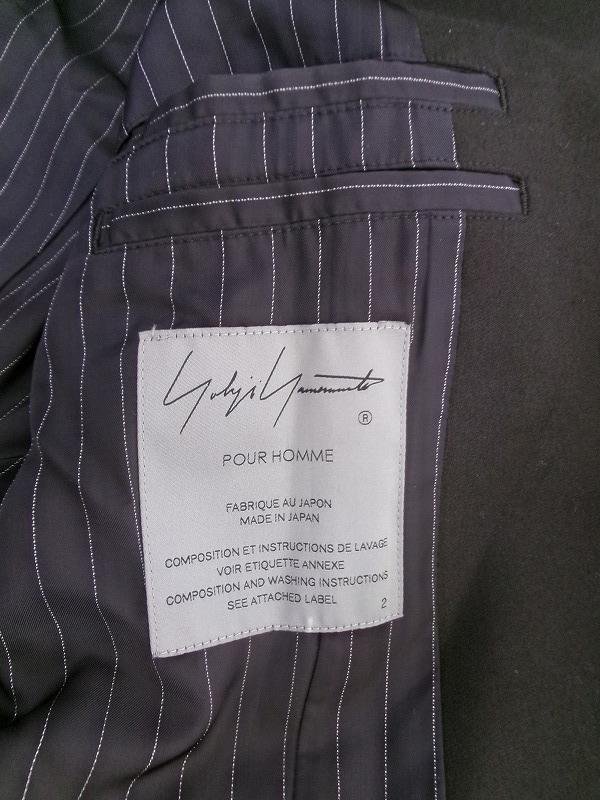 Yohji Yamamoto
®
POUR HOMME
FABRIQUE AU JAPON
MADE IN JAPAN
COMPOSITION ET INSTRUCTIONS DE LAVAGE
VOIR ETIQUETTE ANNEXE
COMPOSITION AND WASHING INSTRUCTIONS
SEE ATTACHED LABEL 2